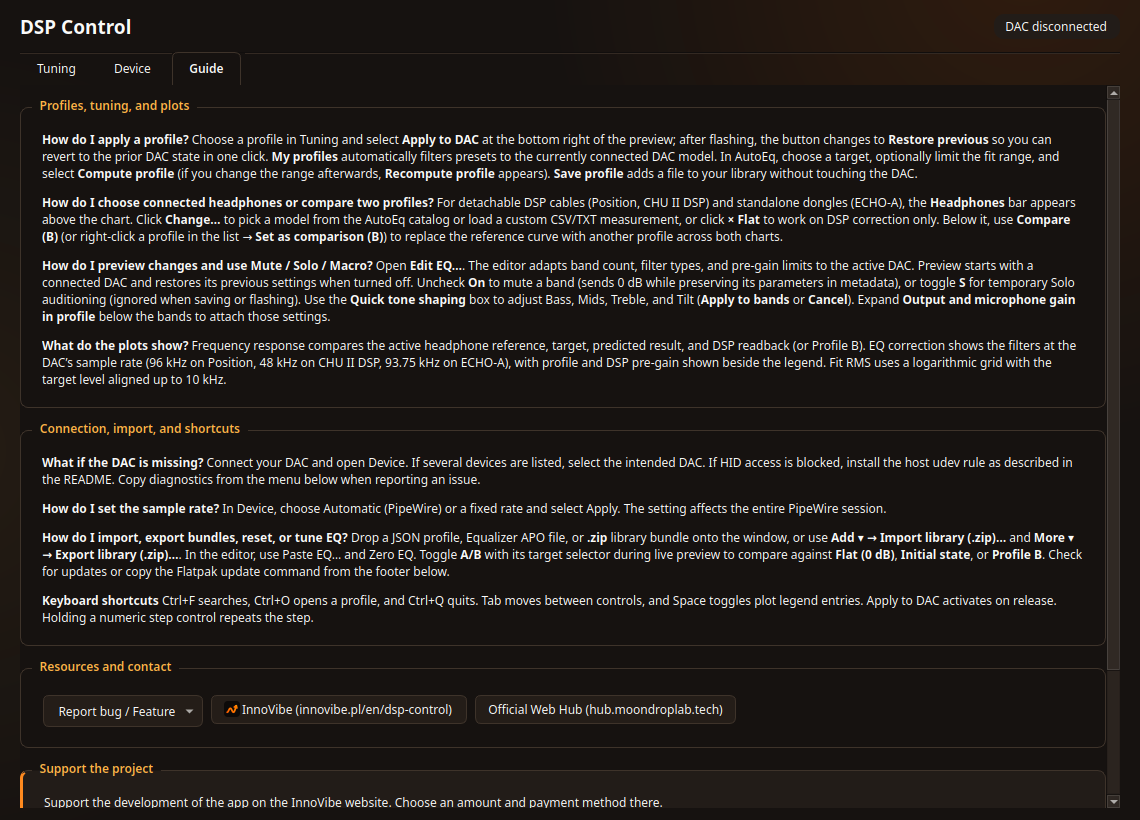 DSP Control
DAC disconnected
Tuning
Device
Guide
Profiles, tuning, and plots
How do I apply a profile? Choose a profile in Tuning and select Apply to DAC at the bottom right of the preview; after flashing, the button changes to Restore previous so you can
revert to the prior DAC state in one click. My profiles automatically filters presets to the currently connected DAC model. In AutoEq, choose a target, optionally limit the fit range, and
select Compute profile (if you change the range afterwards, Recompute profile appears). Save profile adds a file to your library without touching the DAC.
How do I choose connected headphones or compare two profiles? For detachable DSP cables (Position, CHU II DSP) and standalone dongles (ECHO-A), the Headphones bar appears
above the chart. Click Change… to pick a model from the AutoEq catalog or load a custom CSV/TXT measurement, or click × Flat to work on DSP correction only. Below it, use Compare
(B) (or right-click a profile in the list → Set as comparison (B)) to replace the reference curve with another profile across both charts.
How do I preview changes and use Mute / Solo / Macro? Open Edit EQ…. The editor adapts band count, filter types, and pre-gain limits to the active DAC. Preview starts with a
connected DAC and restores its previous settings when turned off. Uncheck On to mute a band (sends 0 dB while preserving its parameters in metadata), or toggle S for temporary Solo
auditioning (ignored when saving or flashing). Use the Quick tone shaping box to adjust Bass, Mids, Treble, and Tilt (Apply to bands or Cancel). Expand Output and microphone gain
in profile below the bands to attach those settings.
What do the plots show? Frequency response compares the active headphone reference, target, predicted result, and DSP readback (or Profile B). EQ correction shows the filters at the
DAC's sample rate (96 kHz on Position, 48 kHz on CHU II DSP, 93.75 kHz on ECHO-A), with profile and DSP pre-gain shown beside the legend. Fit RMS uses a logarithmic grid with the
target level aligned up to 10 kHz.
Connection, import, and shortcuts
What if the DAC is missing? Connect your DAC and open Device. If several devices are listed, select the intended DAC. If HID access is blocked, install the host udev rule as described in
the README. Copy diagnostics from the menu below when reporting an issue.
How do I set the sample rate? In Device, choose Automatic (PipeWire) or a fixed rate and select Apply. The setting affects the entire PipeWire session.
How do I import, export bundles, reset, or tune EQ? Drop a JSON profile, Equalizer APO file, or .zip library bundle onto the window, or use Add ▾ → Import library (.zip)… and More ▾
→ Export library (.zip)…. In the editor, use Paste EQ… and Zero EQ. Toggle A/B with its target selector during live preview to compare against Flat (0 dB), Initial state, or Profile B. Check
for updates or copy the Flatpak update command from the footer below.
Keyboard shortcuts Ctrl+F searches, Ctrl+O opens a profile, and Ctrl+Q quits. Tab moves between controls, and Space toggles plot legend entries. Apply to DAC activates on release.
Holding a numeric step control repeats the step.
Resources and contact
Report bug / Feature
InnoVibe (innovibe.pl/en/dsp-control)
Official Web Hub (hub.moondroplab.tech)
Support the project
Support the development of the app on the InnoVibe website. Choose an amount and payment method there.